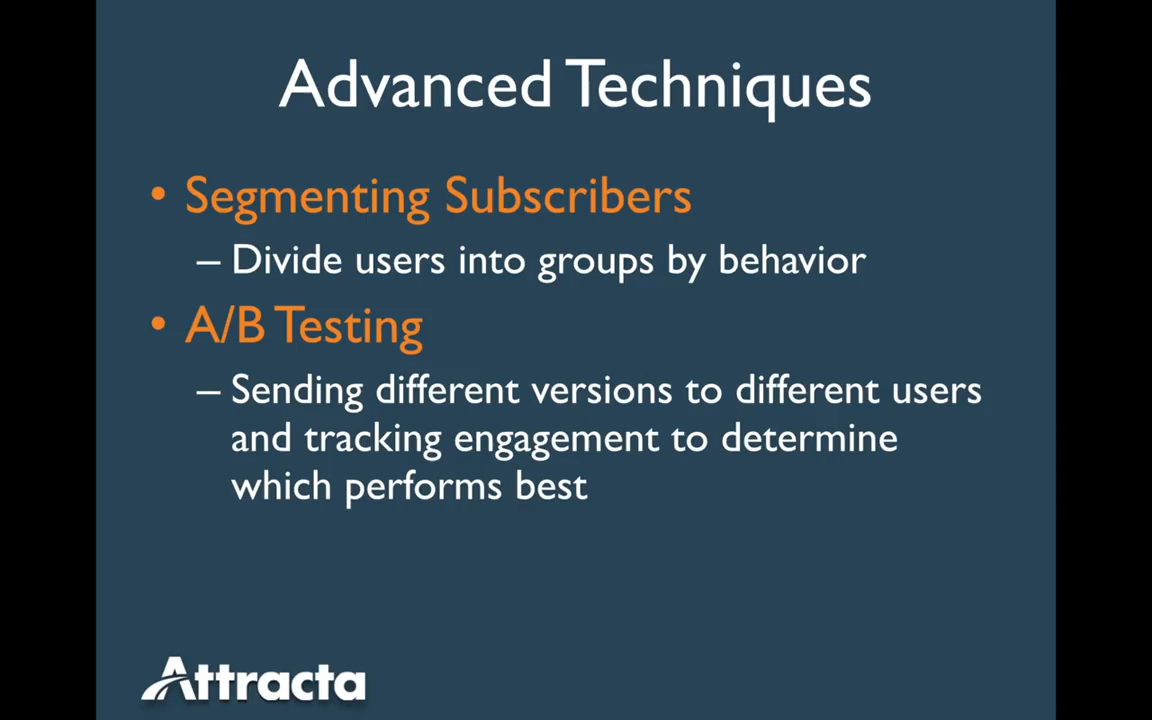 Advanced Techniques
• Segmenting Subscribers
– Divide users into groups by behavior
• A/B Testing
– Sending different versions to different users
and tracking engagement to determine
which performs best
Attracta